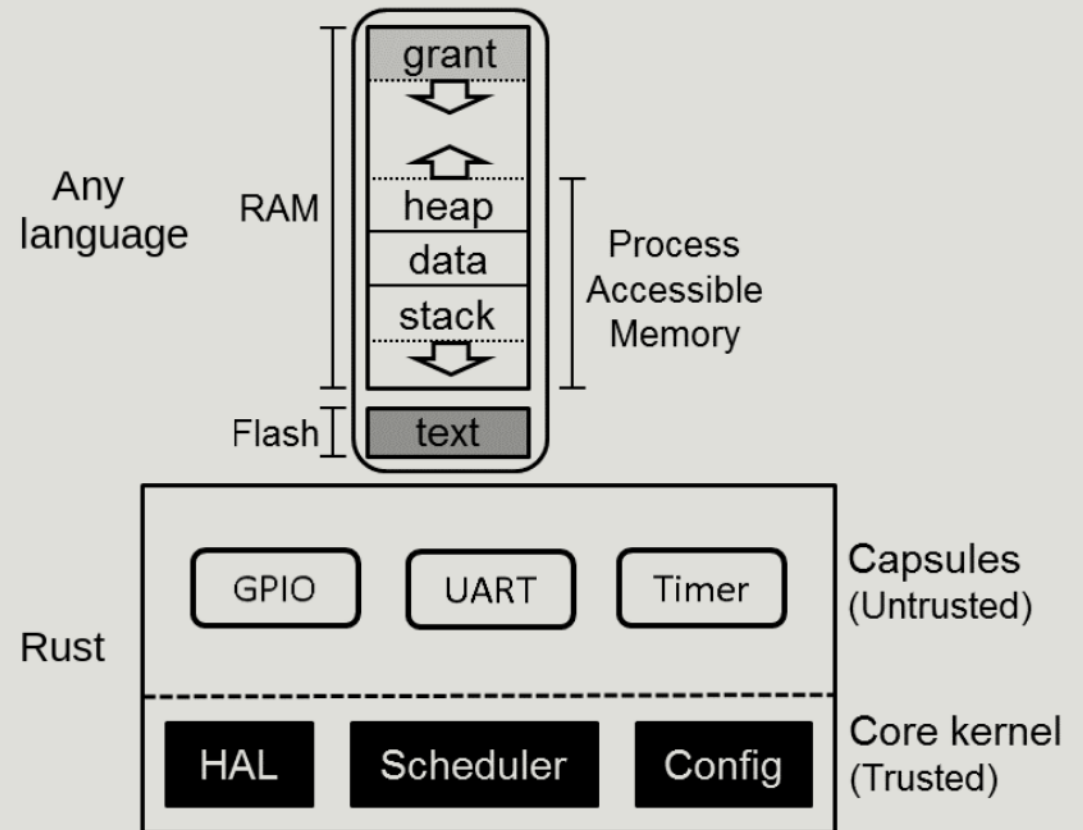 grant
Any
language
RAM
heap
data
stack
Process
Accessible
Memory
Flash
text
GPIO
UART
Timer
Capsules
(Untrusted)
Rust
HAL
Scheduler
Config
Core kernel
(Trusted)